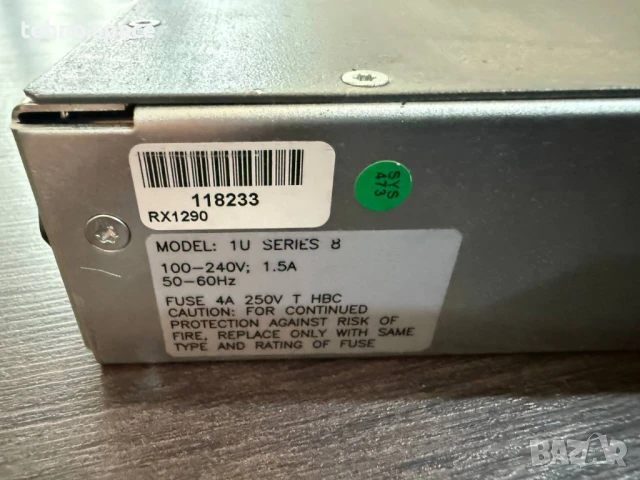 118233
RX1290
SYS
473
MODEL: 1U SERIES 8
100-240V; 1.5A
50-60Hz
FUSE 4A 250V T HBC
CAUTION: FOR CONTINUED
PROTECTION AGAINST RISK OF
FIRE, REPLACE ONLY WITH SAME
TYPE AND RATING OF FUSE
BAZAR